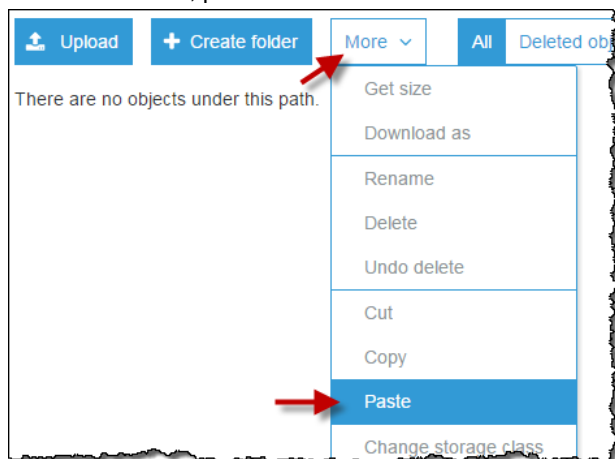 Upload + Create folder More All Deleted obj
There are no objects under this path.
Get size
Download as
Rename
Delete
Undo delete
Cut
Copy
Paste
Change storage class